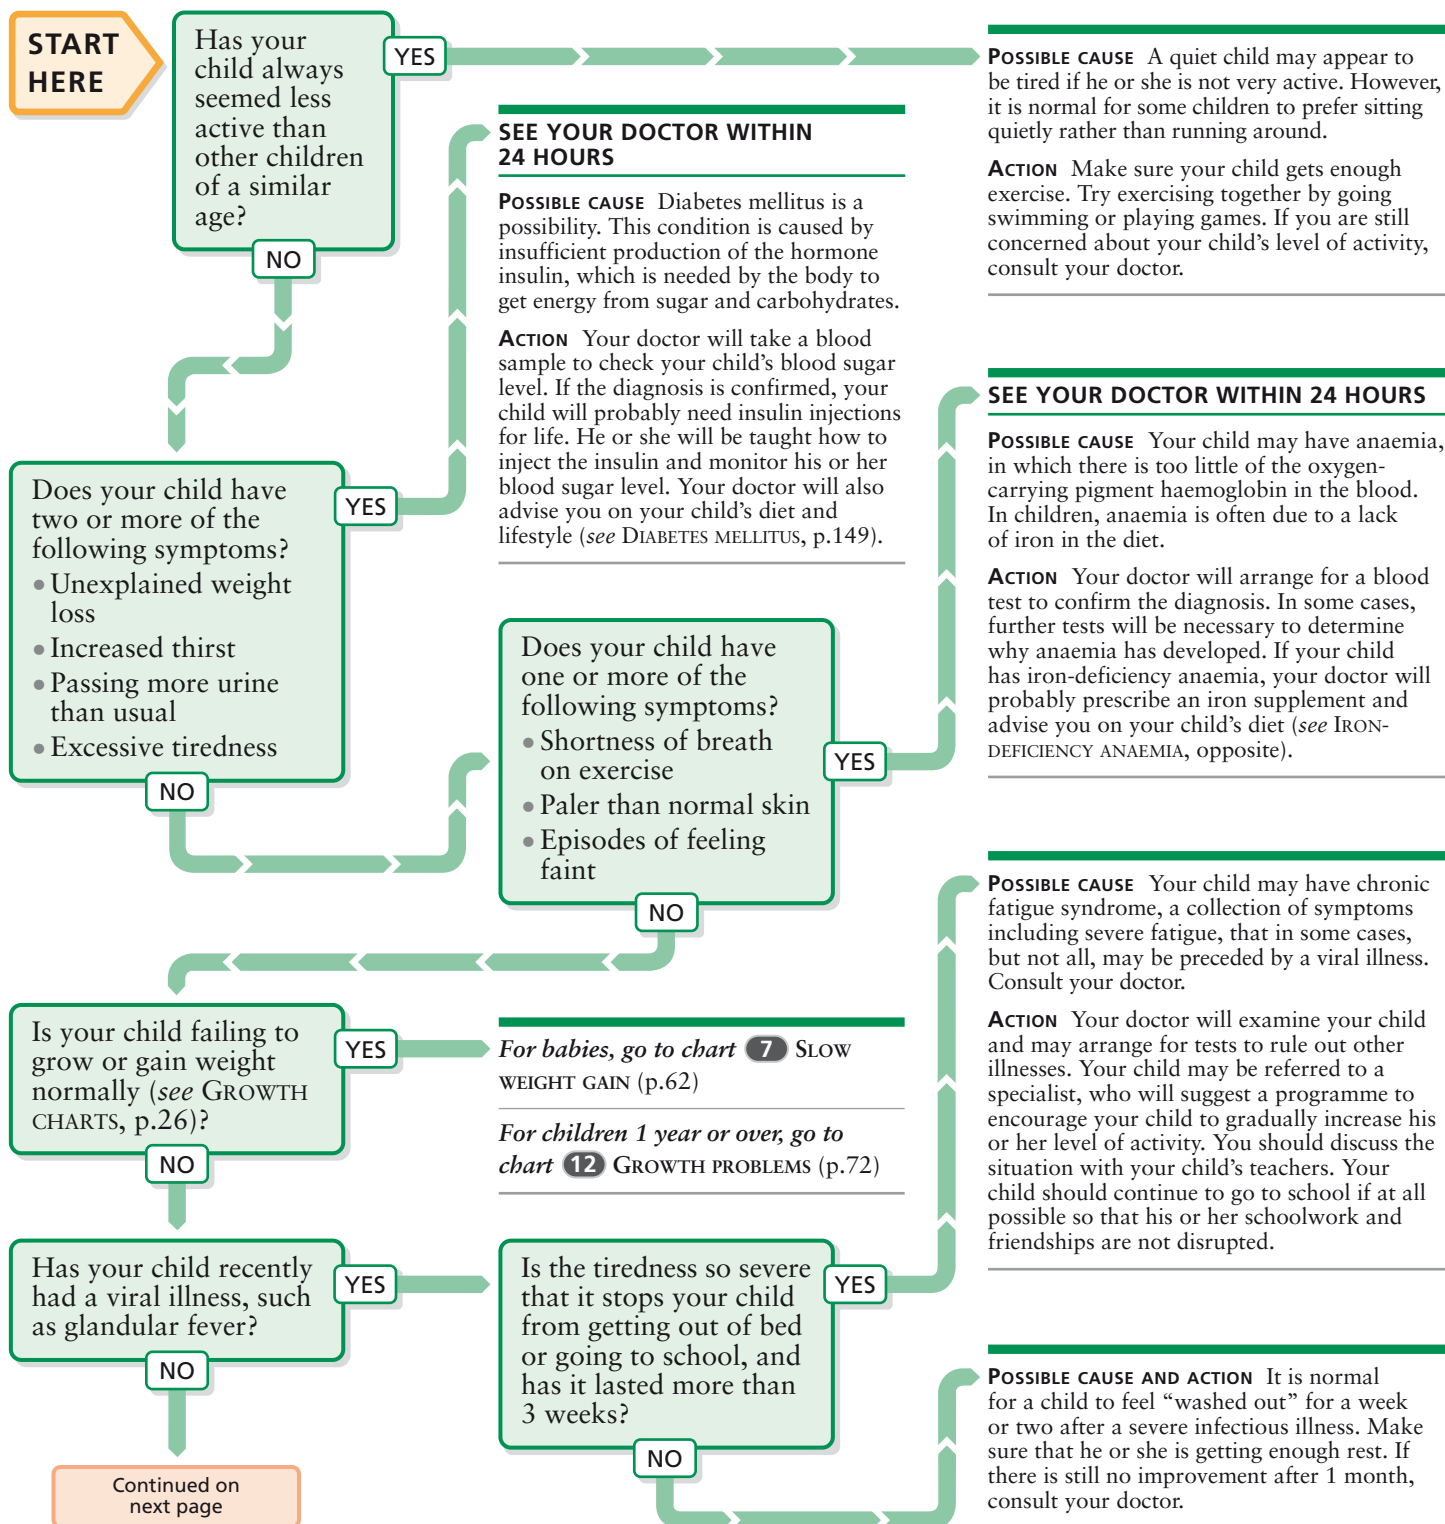 START
HERE
Has your
child always
seemed less
active than
other children
of a similar
age?
YES
NO
POSSIBLE CAUSE A quiet child may appear to
be tired if he or she is not very active. However,
it is normal for some children to prefer sitting
quietly rather than running around.
ACTION Make sure your child gets enough
exercise. Try exercising together by going
swimming or playing games. If you are still
concerned about your child’s level of activity,
consult your doctor.
SEE YOUR DOCTOR WITHIN
24 HOURS
POSSIBLE CAUSE Diabetes mellitus is a
possibility. This condition is caused by
insufficient production of the hormone
insulin, which is needed by the body to
get energy from sugar and carbohydrates.
ACTION Your doctor will take a blood
sample to check your child’s blood sugar
level. If the diagnosis is confirmed, your
child will probably need insulin injections
for life. He or she will be taught how to
inject the insulin and monitor his or her
blood sugar level. Your doctor will also
advise you on your child’s diet and
lifestyle (see DIABETES MELLITUS, p.149).
Does your child have
two or more of the
following symptoms?
• Unexplained weight
loss
• Increased thirst
• Passing more urine
than usual
• Excessive tiredness
YES
NO
SEE YOUR DOCTOR WITHIN 24 HOURS
POSSIBLE CAUSE Your child may have anaemia,
in which there is too little of the oxygen-
carrying pigment haemoglobin in the blood.
In children, anaemia is often due to a lack
of iron in the diet.
ACTION Your doctor will arrange for a blood
test to confirm the diagnosis. In some cases,
further tests will be necessary to determine
why anaemia has developed. If your child
has iron-deficiency anaemia, your doctor will
probably prescribe an iron supplement and
advise you on your child’s diet (see IRON-
DEFICIENCY ANAEMIA, opposite).
Does your child have
one or more of the
following symptoms?
• Shortness of breath
on exercise
• Paler than normal skin
• Episodes of feeling
faint
YES
NO
Is your child failing to
grow or gain weight
normally (see GROWTH
CHARTS, p.26)?
YES
NO
For babies, go to chart 7 SLOW
WEIGHT GAIN (p.62)
For children 1 year or over, go to
chart 12 GROWTH PROBLEMS (p.72)
POSSIBLE CAUSE Your child may have chronic
fatigue syndrome, a collection of symptoms
including severe fatigue, that in some cases,
but not all, may be preceded by a viral illness.
Consult your doctor.
ACTION Your doctor will examine your child
and may arrange for tests to rule out other
illnesses. Your child may be referred to a
specialist, who will suggest a programme to
encourage your child to gradually increase his
or her level of activity. You should discuss the
situation with your child’s teachers. Your
child should continue to go to school if at all
possible so that his or her schoolwork and
friendships are not disrupted.
Has your child recently
had a viral illness, such
as glandular fever?
YES
NO
Is the tiredness so severe
that it stops your child
from getting out of bed
or going to school, and
has it lasted more than
3 weeks?
YES
NO
POSSIBLE CAUSE AND ACTION It is normal
for a child to feel “washed out” for a week
or two after a severe infectious illness. Make
sure that he or she is getting enough rest. If
there is still no improvement after 1 month,
consult your doctor.
Continued on
next page